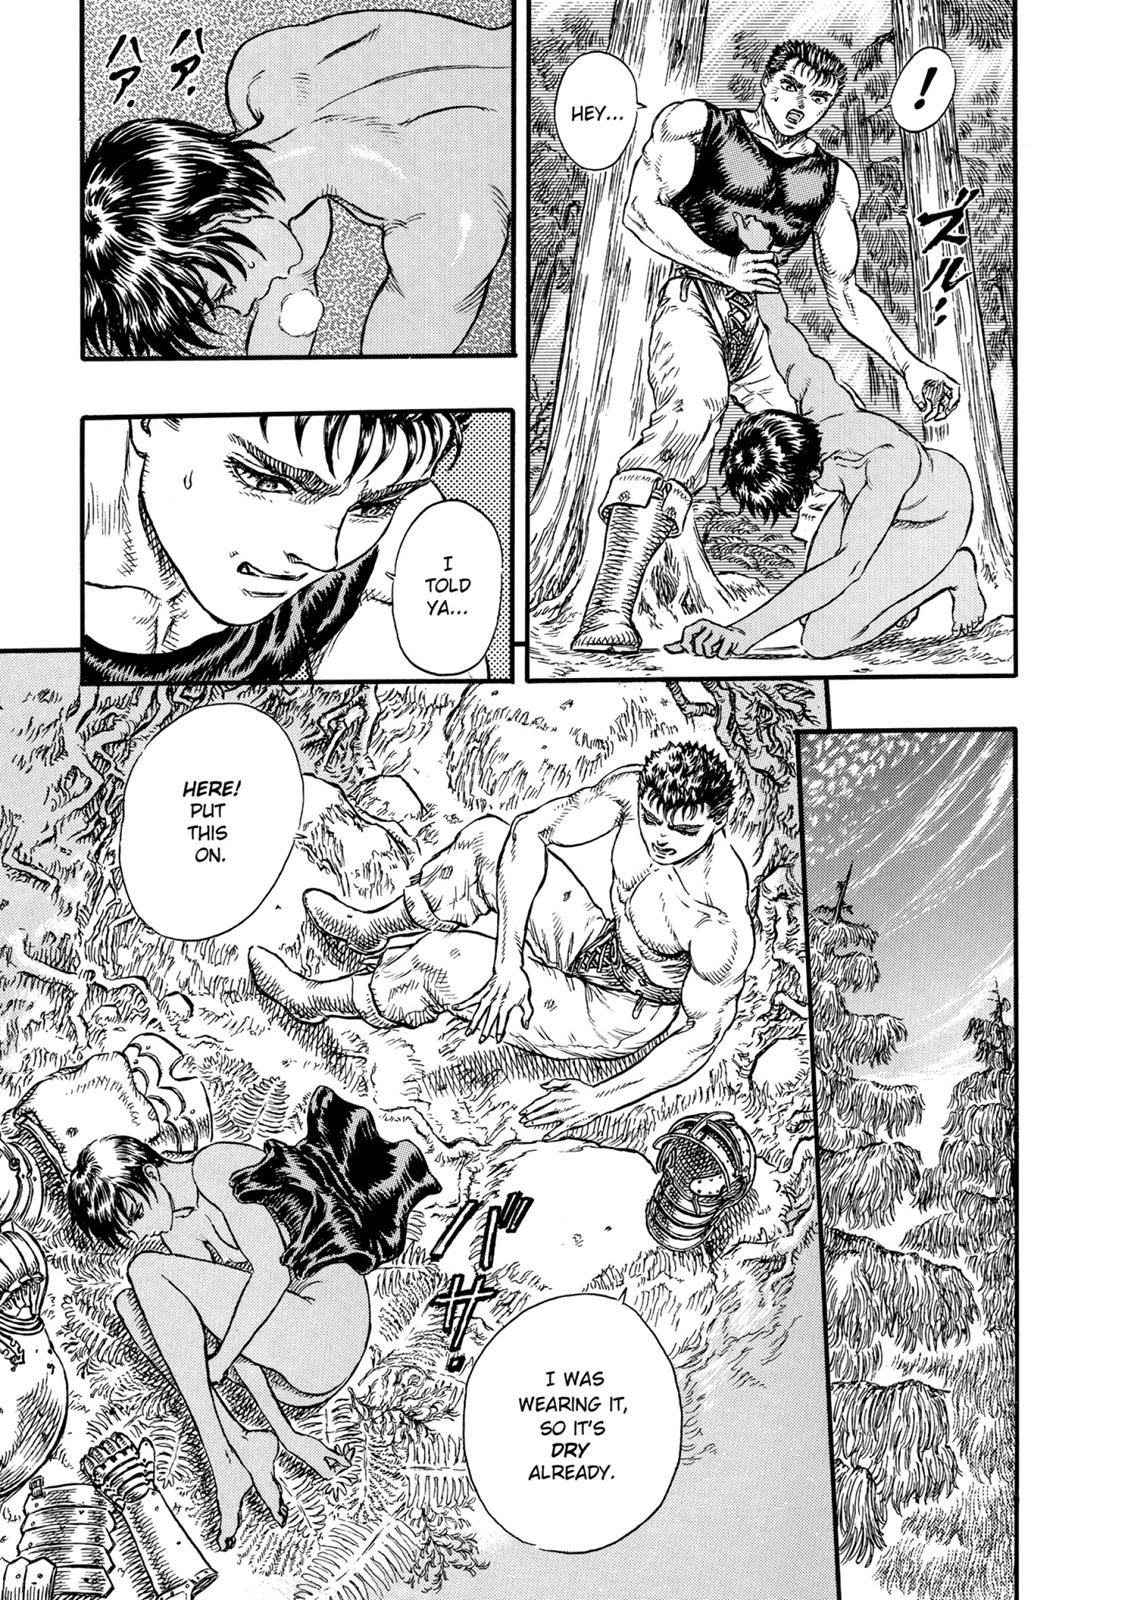 !
HEY...
ズル...
ハァ
ハァ
I
TOLD
YA...
HERE!
PUT
THIS
ON.
バサ
I WAS
WEARING IT,
SO IT'S
DRY
ALREADY.